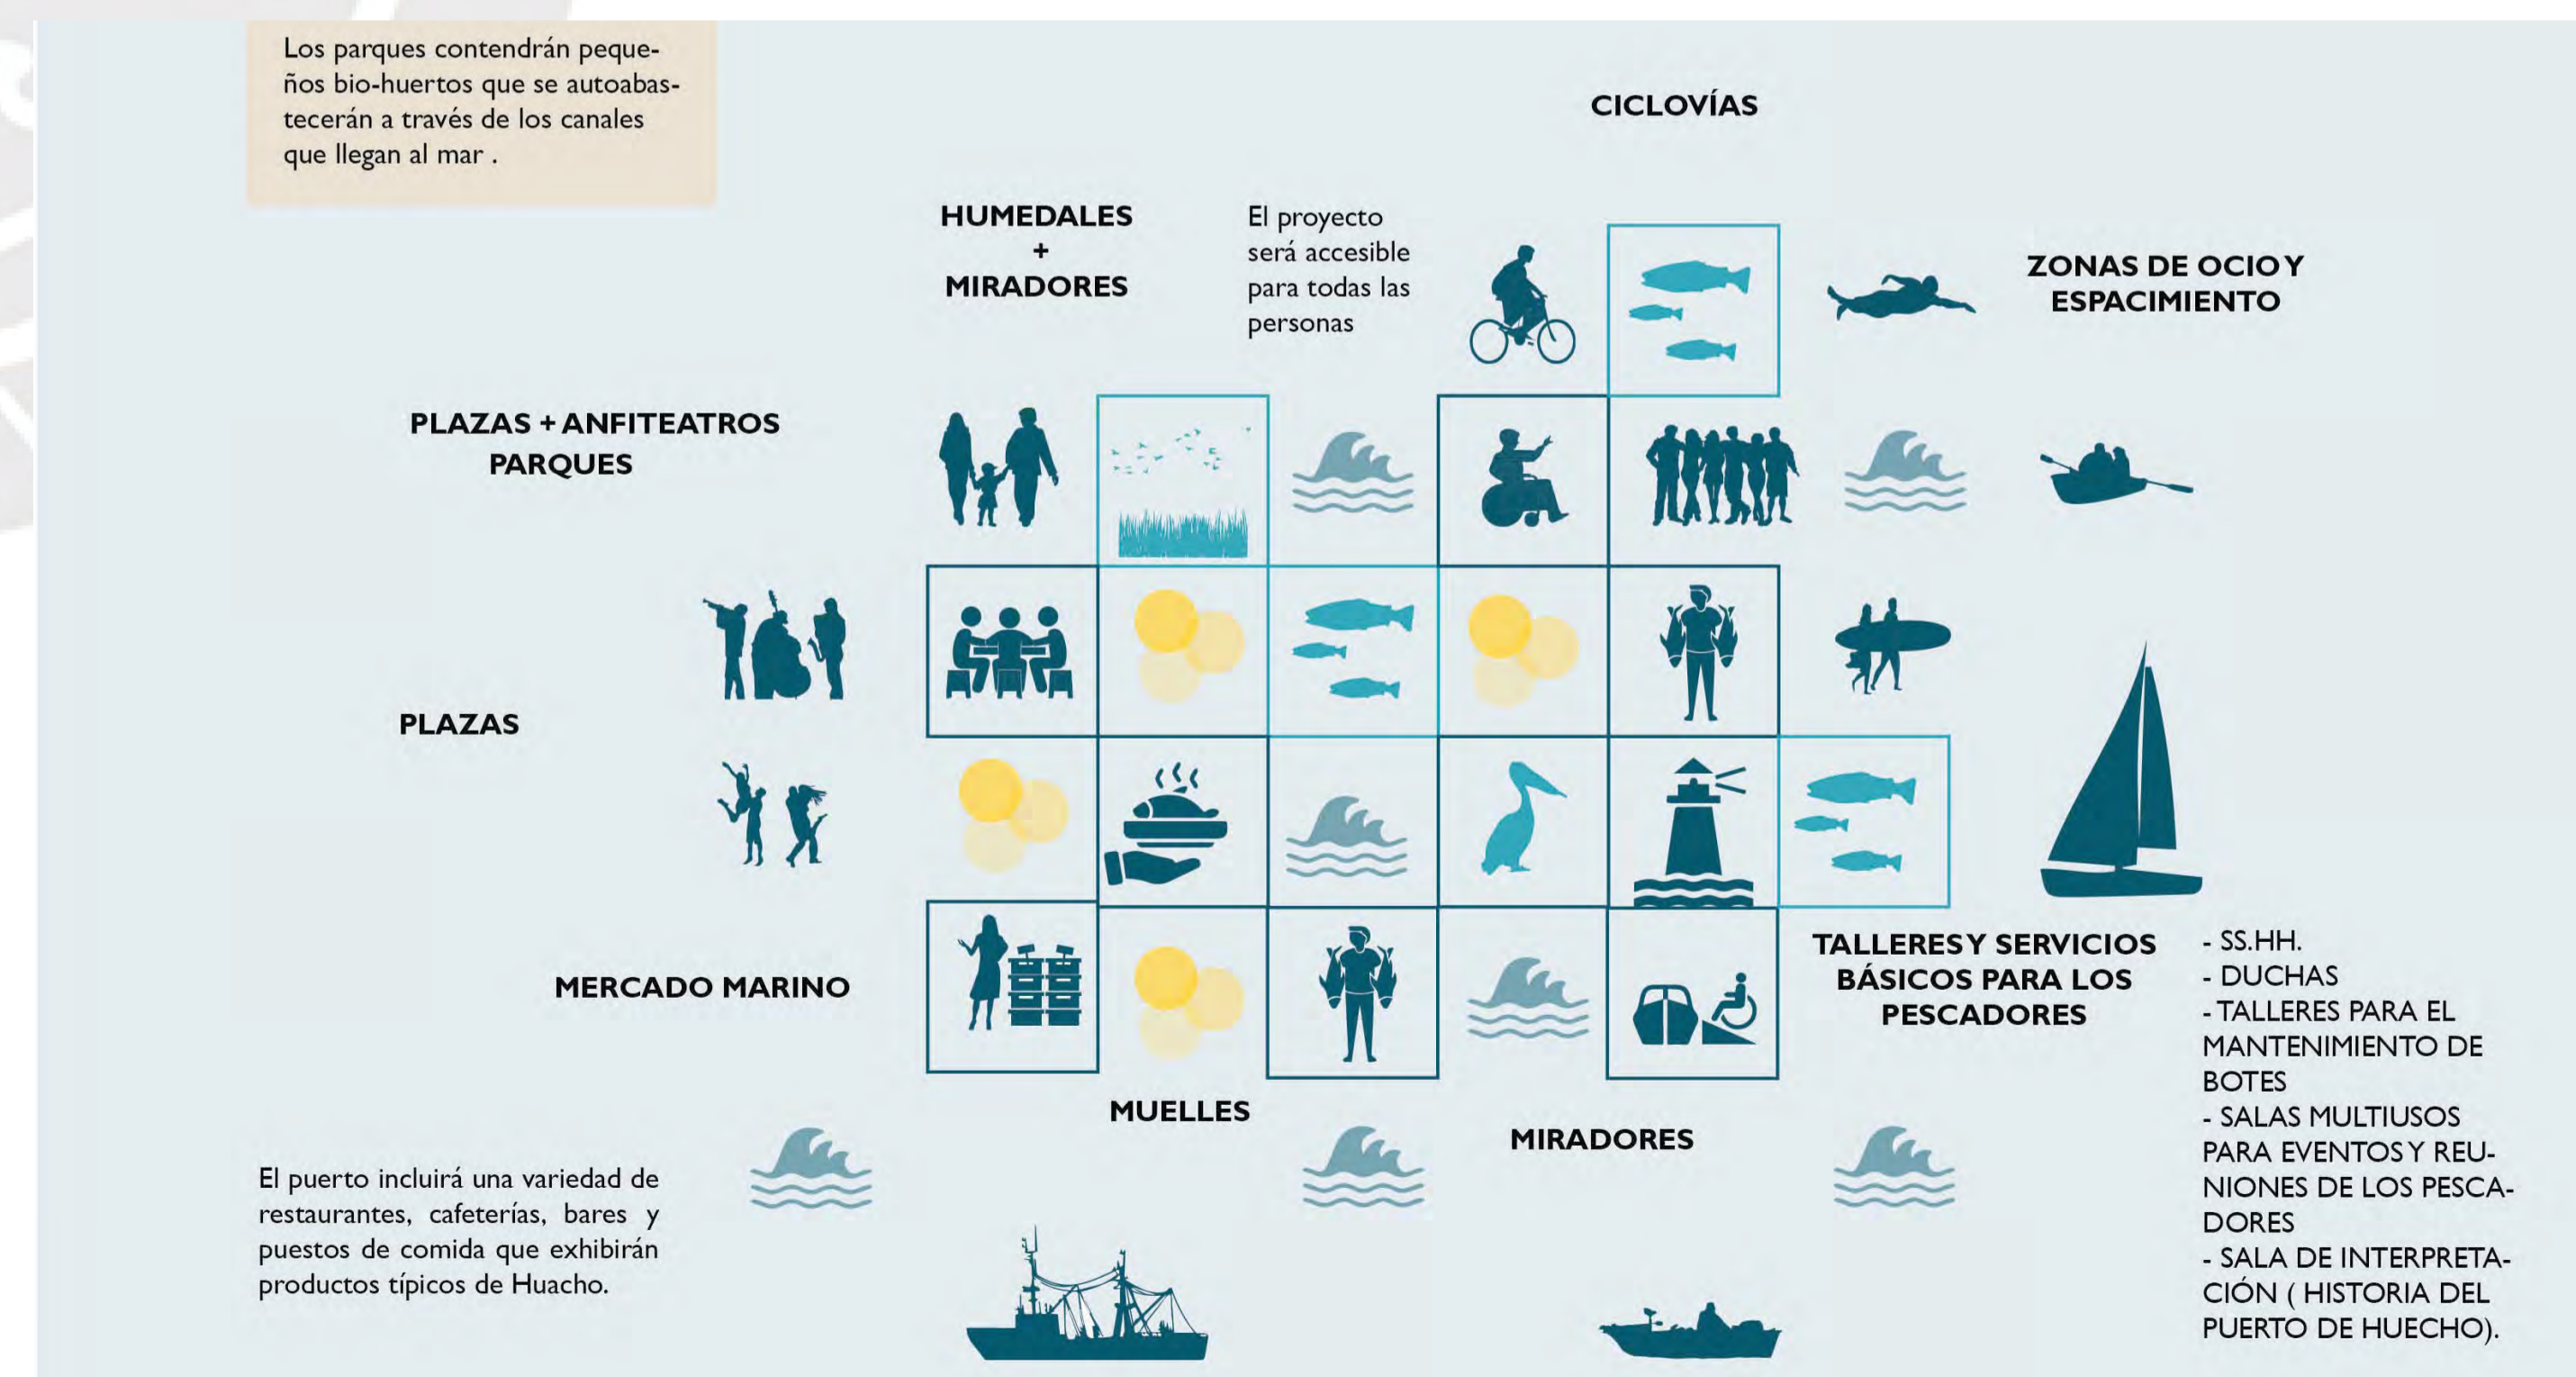 Los parques contendrán peque-
ños bio-huertos que se autoabas-
tecerán a través de los canales
que llegan al mar .
CICLOVÍAS
HUMEDALES
+
MIRADORES
El proyecto
será accesible
para todas las
personas
ZONAS DE OCIO Y
ESPACIMIENTO
PLAZAS + ANFITEATROS
PARQUES
PLAZAS
MERCADO MARINO
TALLERES Y SERVICIOS
BÁSICOS PARA LOS
PESCADORES
- SS.HH.
- DUCHAS
- TALLERES PARA EL
MANTENIMIENTO DE
BOTES
- SALAS MULTIUSOS
PARA EVENTOS Y REU-
NIONES DE LOS PESCA-
DORES
- SALA DE INTERPRETA-
CIÓN ( HISTORIA DEL
PUERTO DE HUECHO).
MUELLES
MIRADORES
El puerto incluirá una variedad de
restaurantes, cafeterías, bares y
puestos de comida que exhibirán
productos típicos de Huacho.